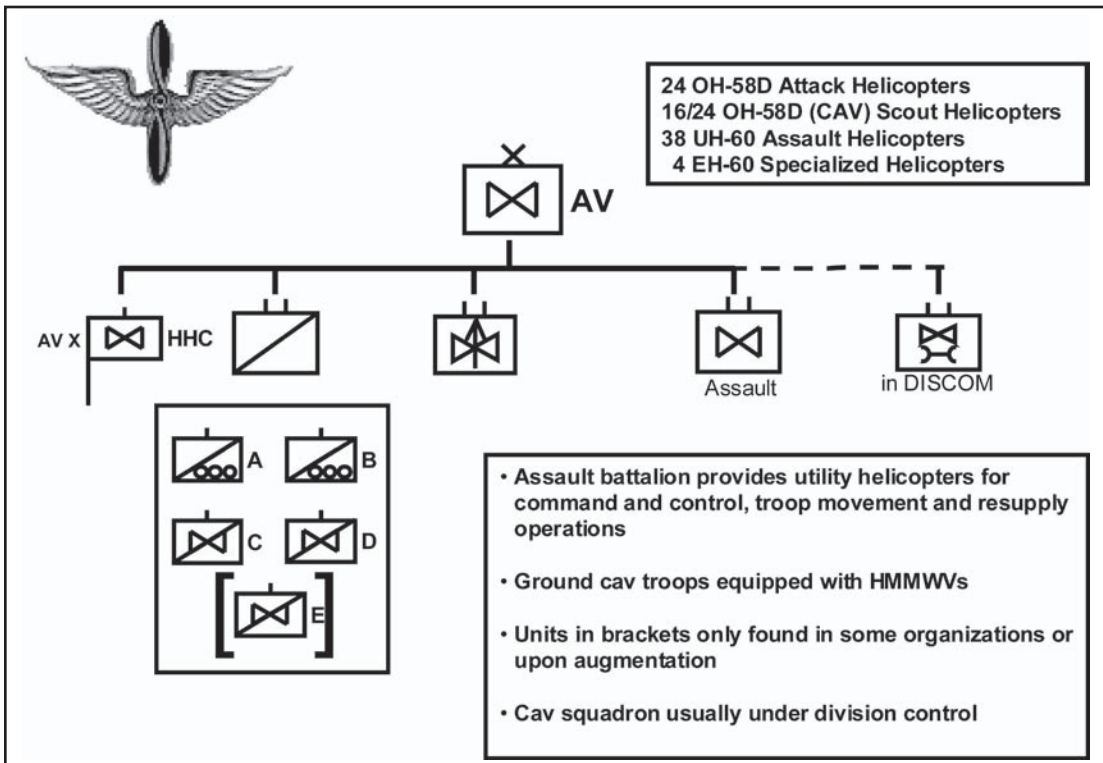 24 OH-58D Attack Helicopters
16/24 OH-58D (CAV) Scout Helicopters
38 UH-60 Assault Helicopters
4 EH-60 Specialized Helicopters
AV
AV X
HHC
Assault
in DISCOM
A
B
C
D
E
• Assault battalion provides utility helicopters for
command and control, troop movement and resupply
operations
• Ground cav troops equipped with HMMWVs
• Units in brackets only found in some organizations or
upon augmentation
• Cav squadron usually under division control